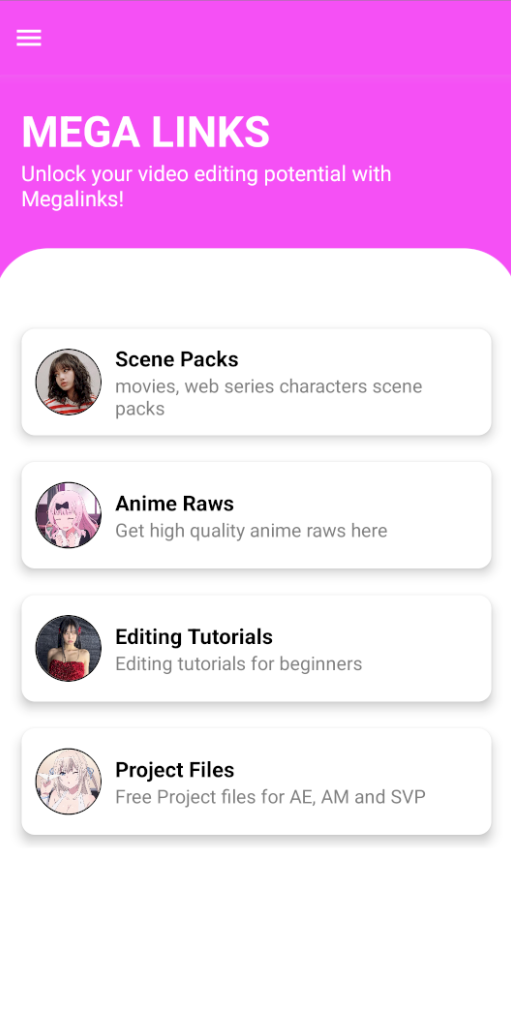 MEGA LINKS
Unlock your video editing potential with
Megalinks!
Scene Packs
movies, web series characters scene
packs
Anime Raws
Get high quality anime raws here
Editing Tutorials
Editing tutorials for beginners
Project Files
Free Project files for AE, AM and SVP